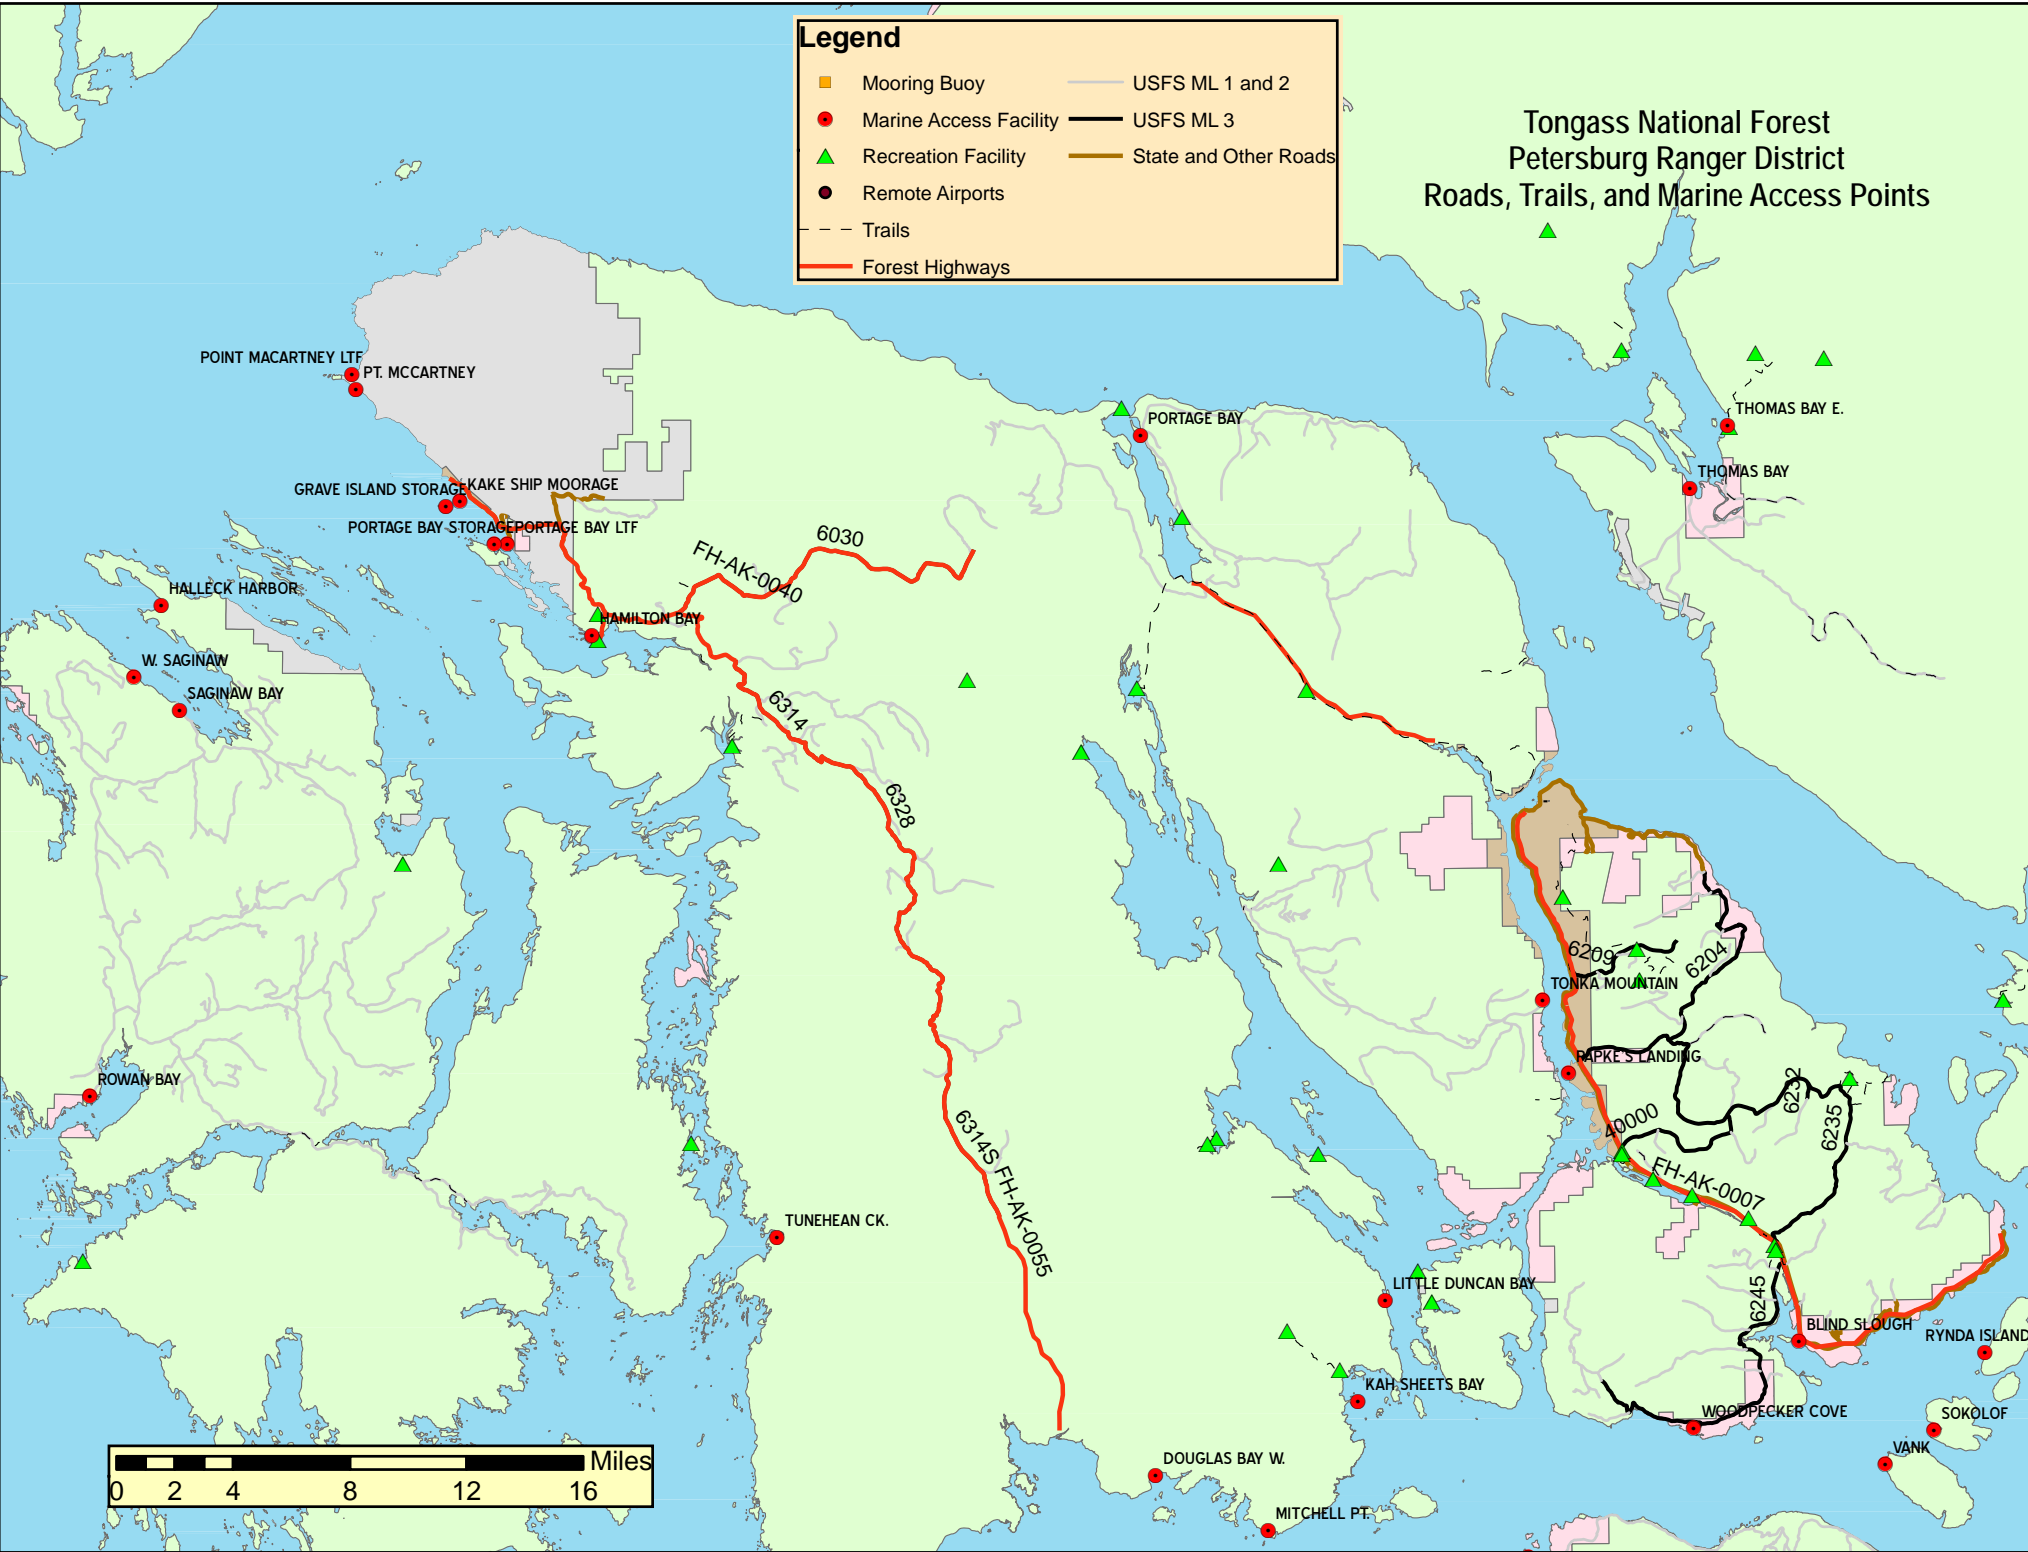 Legend
Mooring Buoy
USFS ML 1 and 2
Marine Access Facility
USFS ML 3
Recreation Facility
State and Other Roads
Remote Airports
Trails
Forest Highways
Tongass National Forest
Petersburg Ranger District
Roads, Trails, and Marine Access Points
POINT MACARTNEY LTF
PT. MCCARTNEY
PORTAGE BAY
THOMAS BAY E.
THOMAS BAY
GRAVE ISLAND STORAGE
KAKE SHIP MOORAGE
PORTAGE BAY STORAGE
PORTAGE BAY LTF
6030
FH-AK-0040
HALLECK HARBOR
HAMILTON BAY
W. SAGINAW
SAGINAW BAY
6314
6328
6209
6204
TONKA MOUNTAIN
PAPKE'S LANDING
ROWAN BAY
6232
6235
40000
6314S FH-AK-0055
FH-AK-0007
TUNEHEAN CK.
LITTLE DUNCAN BAY
6245
BLIND SLOUGH
RYNDA ISLAND
KAH SHEETS BAY
WOODPECKER COVE
SOKOLOF
VANK
DOUGLAS BAY W.
MITCHELL PT.
Miles
0 2 4 8 12 16